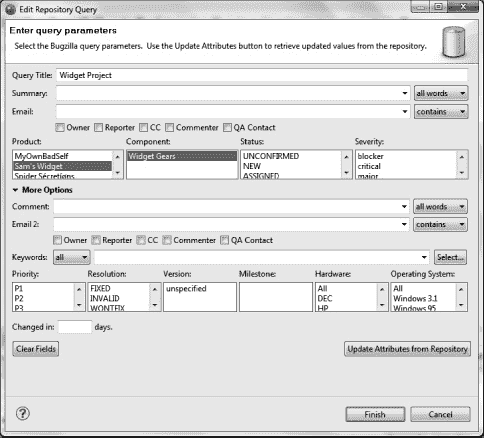 Edit Repository Query
Enter query parameters
Select the Bugzilla query parameters. Use the Update Attributes button to retrieve updated values from the repository.
Query Title: Widget Project
Summary: all words
Email: contains
Owner Reporter CC Commenter QA Contact
Product: Component: Status: Severity:
MyOwnBadSelf Widget Gears UNCONFIRMED blocker
Sam's Widget NEW critical
Spider Secretions ASSIGNED major
More Options
Comment: all words
Email 2: contains
Owner Reporter CC Commenter QA Contact
Keywords: all Select...
Priority: Resolution: Version: Milestone: Hardware: Operating System:
P1 FIXED unspecified All All
P2 INVALID DEC Windows 3.1
P3 WONTFIX HP Windows 95
Changed in: days.
Clear Fields Update Attributes from Repository
? Finish Cancel